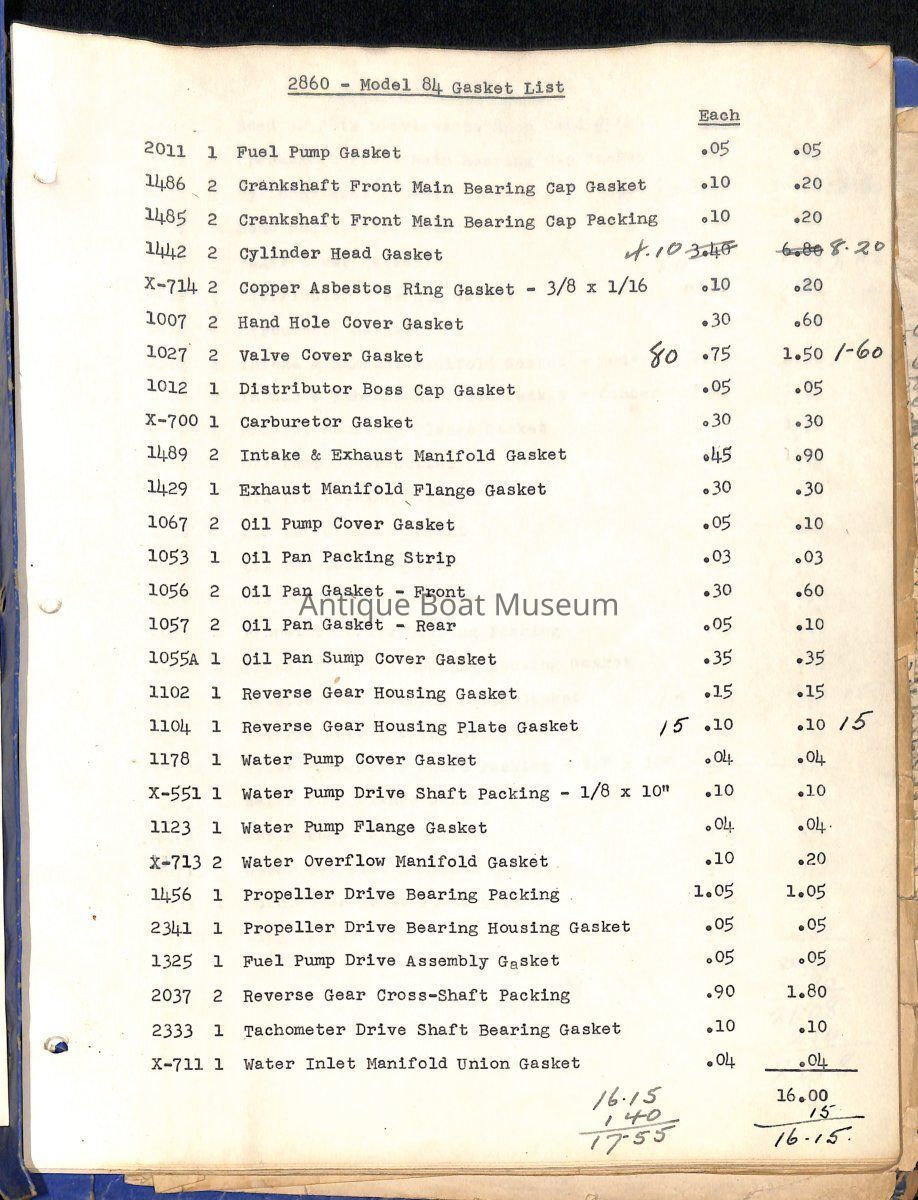 2860 - Model 84 Gasket List
Each
2011 1 Fuel Pump Gasket .05 .05
1486 2 Crankshaft Front Main Bearing Cap Gasket .10 .20
1485 2 Crankshaft Front Main Bearing Cap Packing .10 .20
1442 2 Cylinder Head Gasket 4.10 3.40 6.80 8.20
X-714 2 Copper Asbestos Ring Gasket - 3/8 x 1/16 .10 .20
1007 2 Hand Hole Cover Gasket .30 .60
1027 2 Valve Cover Gasket 80 .75 1.50 1-60
1012 1 Distributor Boss Cap Gasket .05 .05
X-700 1 Carburetor Gasket .30 .30
1489 2 Intake & Exhaust Manifold Gasket .45 .90
1429 1 Exhaust Manifold Flange Gasket .30 .30
1067 2 Oil Pump Cover Gasket .05 .10
1053 1 Oil Pan Packing Strip .03 .03
1056 2 Oil Pan Gasket - Front .30 .60
Antique Boat Museum
1057 2 Oil Pan Gasket - Rear .05 .10
1055A 1 Oil Pan Sump Cover Gasket .35 .35
1102 1 Reverse Gear Housing Gasket .15 .15
1104 1 Reverse Gear Housing Plate Gasket 15 .10 .10 15
1178 1 Water Pump Cover Gasket .04 .04
X-551 1 Water Pump Drive Shaft Packing - 1/8 x 10" .10 .10
1123 1 Water Pump Flange Gasket .04 .04
X-713 2 Water Overflow Manifold Gasket .10 .20
1456 1 Propeller Drive Bearing Packing 1.05 1.05
2341 1 Propeller Drive Bearing Housing Gasket .05 .05
1325 1 Fuel Pump Drive Assembly Gasket .05 .05
2037 2 Reverse Gear Cross-Shaft Packing .90 1.80
2333 1 Tachometer Drive Shaft Bearing Gasket .10 .10
X-711 1 Water Inlet Manifold Union Gasket .04 .04
16.15 16.00
1 40 15
17-55 16-15.